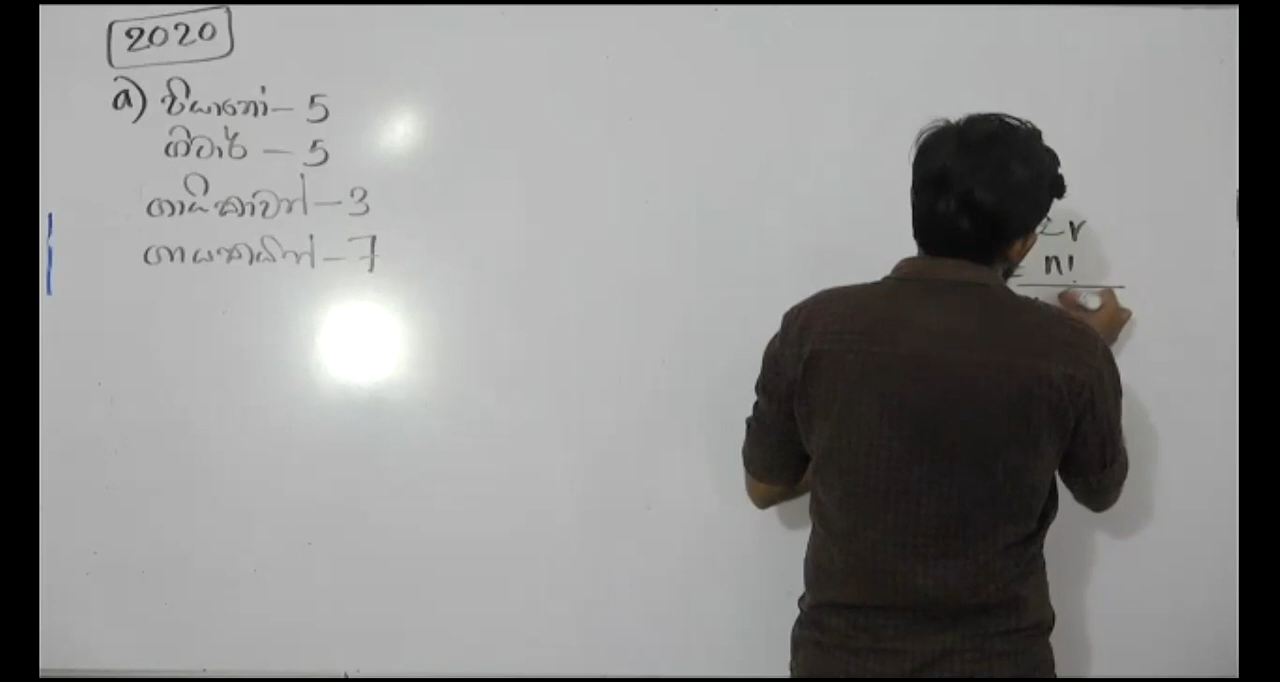 2020
a) පියානෝ - 5
ගිටාර් - 5
ගායිකාවන් - 3
ගායකයින් - 7
n!